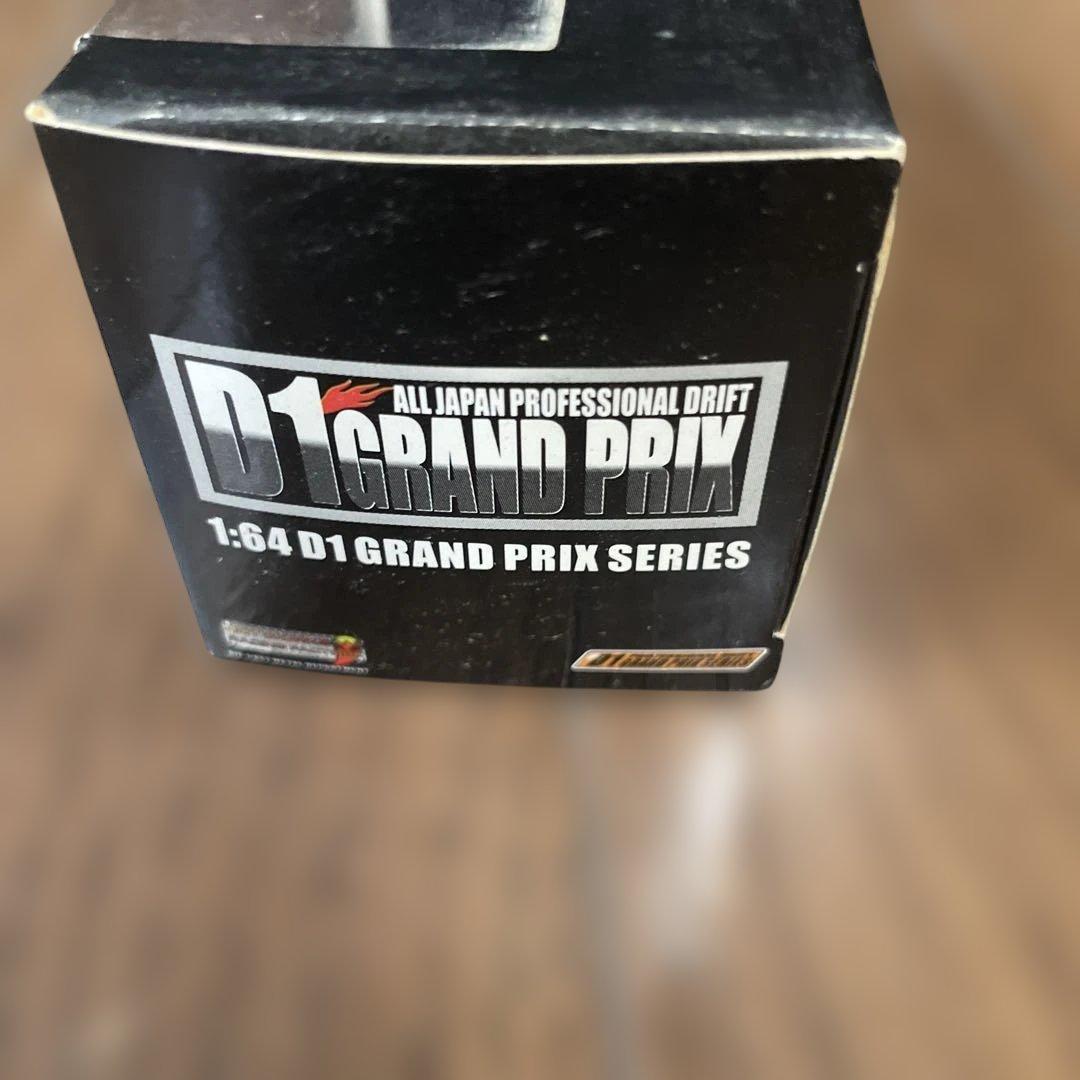 D1 ALL JAPAN PROFESSIONAL DRIFT
GRAND PRIX
1:64 D1 GRAND PRIX SERIES